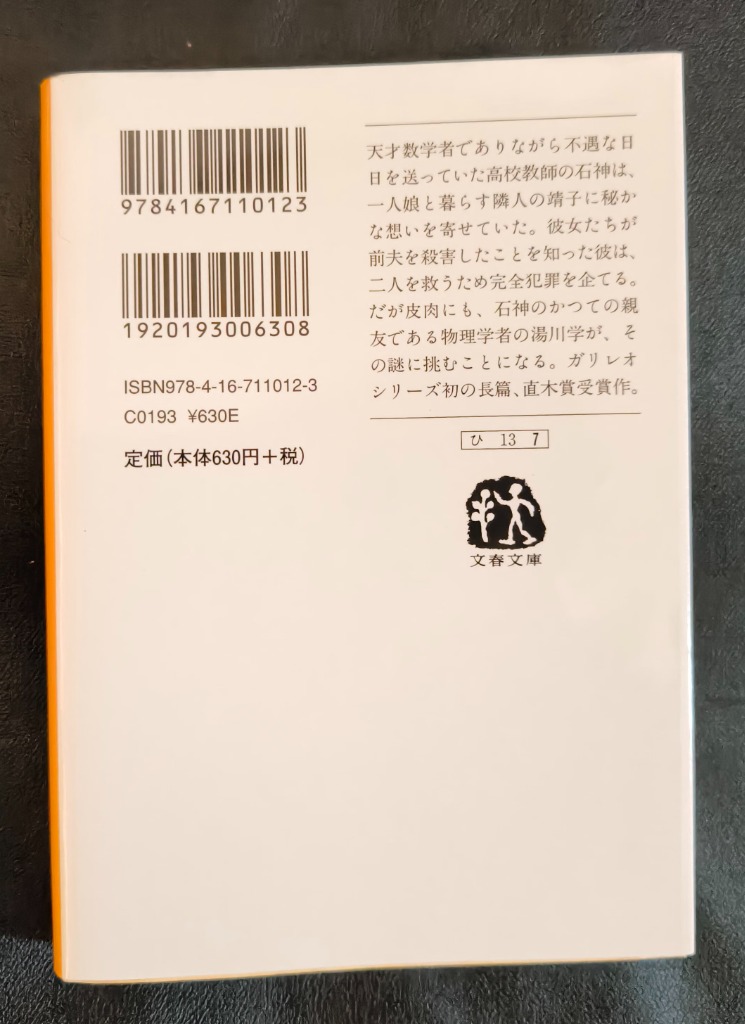 9784167110123
1920193006308
ISBN978-4-16-711012-3
C0193 ¥630E
定価(本体630円+税)
天才数学者でありながら不遇な日
日を送っていた高校教師の石神は、
一人娘と暮らす隣人の靖子に秘か
な想いを寄せていた。彼女たちが
前夫を殺害したことを知った彼は、
二人を救うため完全犯罪を企てる。
だが皮肉にも、石神のかつての親
友である物理学者の湯川学が、そ
の謎に挑むことになる。ガリレオ
シリーズ初の長篇、直木賞受賞作。
ひ 13 7
文春文庫